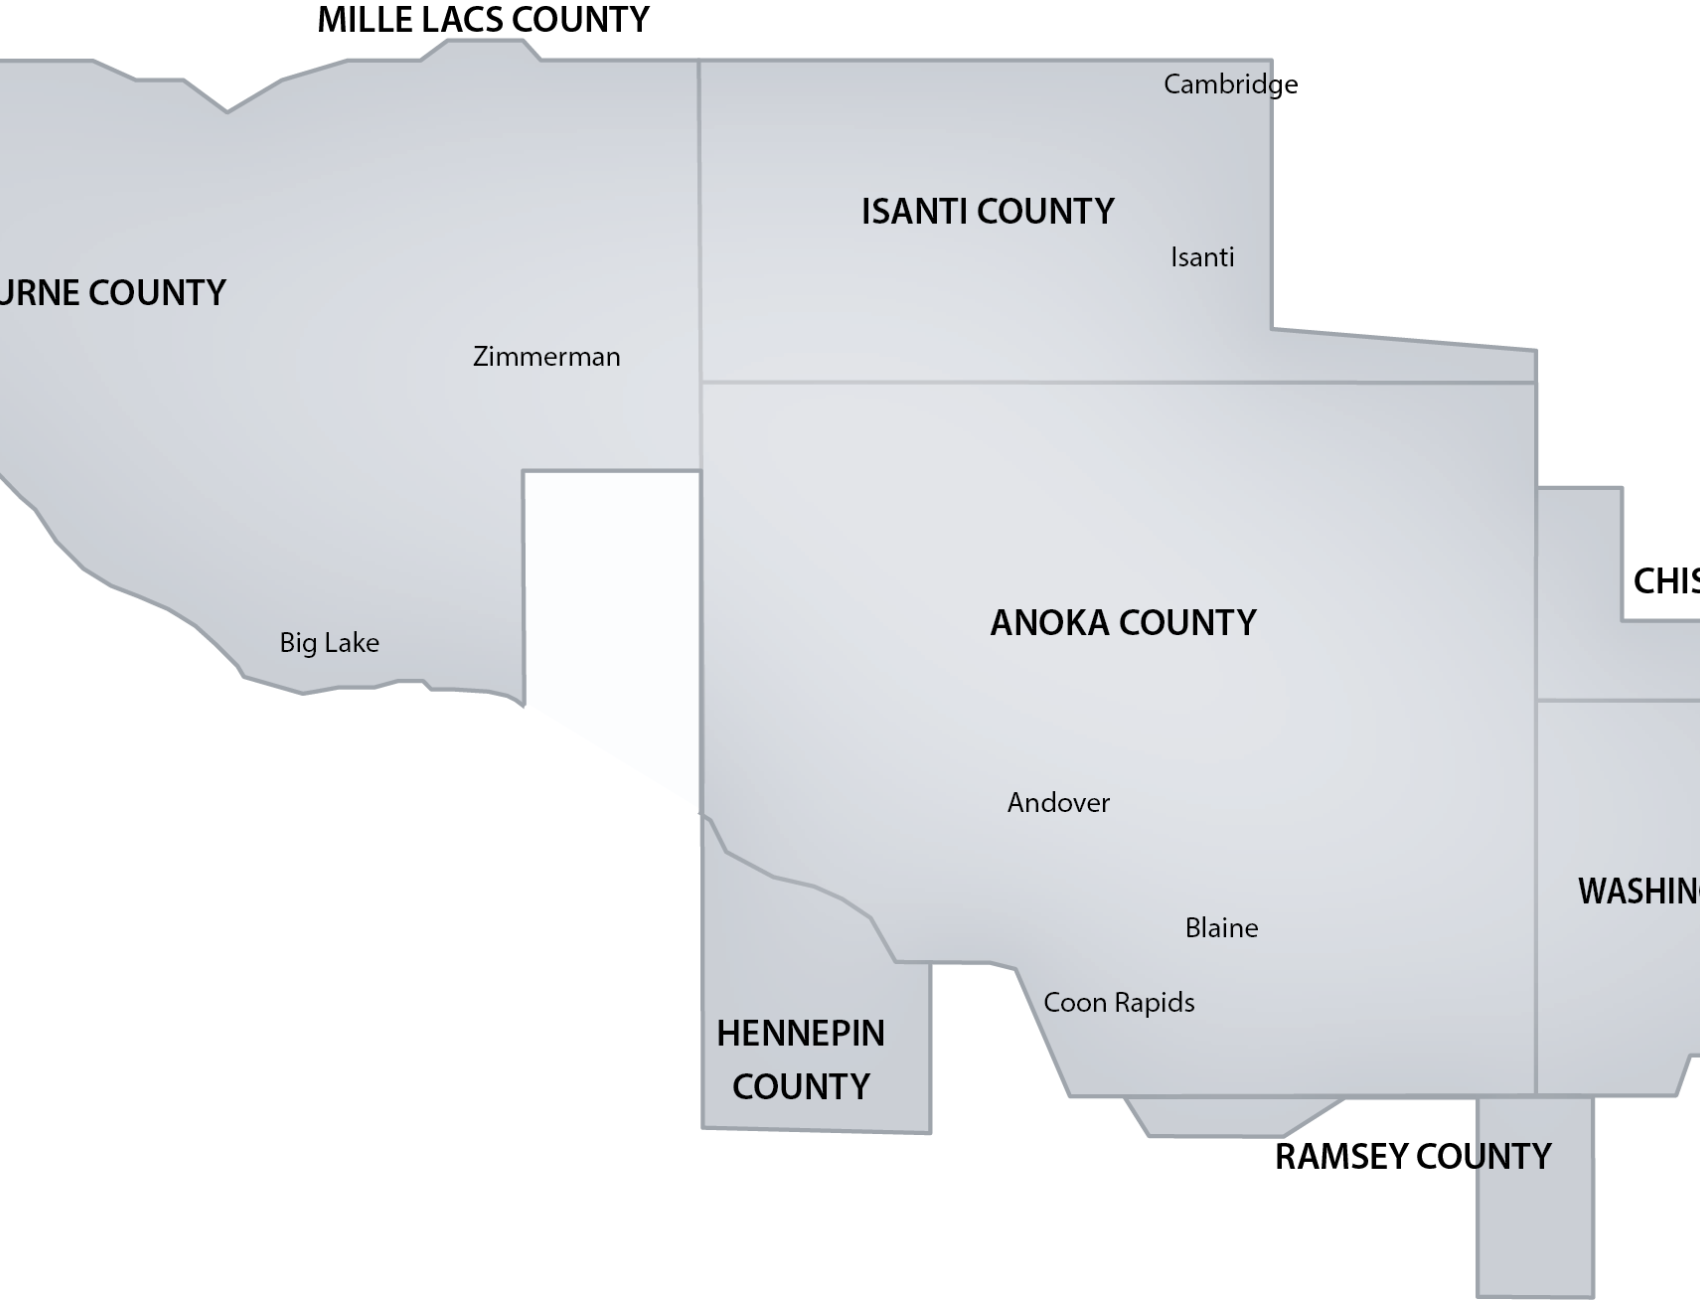 MILLE LACS COUNTY
Cambridge
ISANTI COUNTY
Isanti
URNE COUNTY
Zimmerman
CHIS
ANOKA COUNTY
Big Lake
Andover
WASHIN
Blaine
Coon Rapids
HENNEPIN
COUNTY
RAMSEY COUNTY